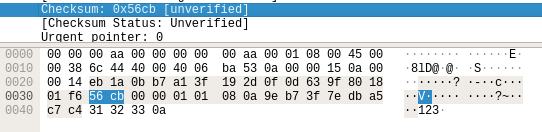 Checksum: 0x56cb [unverified]
[Checksum Status: Unverified]
Urgent pointer: 0
0000 00 00 00 aa 00 00 00 00 00 aa 00 01 08 00 45 00 ········ ······E·
0010 00 38 6c 44 40 00 40 06 ba 53 0a 00 00 15 0a 00 ·8lD@·@· ·S······
0020 00 14 eb 1a 0b b7 a1 3f 19 2d 0f 0d 63 9f 80 18 ·······? ·-··c···
0030 01 f6 56 cb 00 00 01 01 08 0a 9e b7 3f 7e db a5 ··V····· ····?~··
0040 c7 c4 31 32 33 0a ··123·